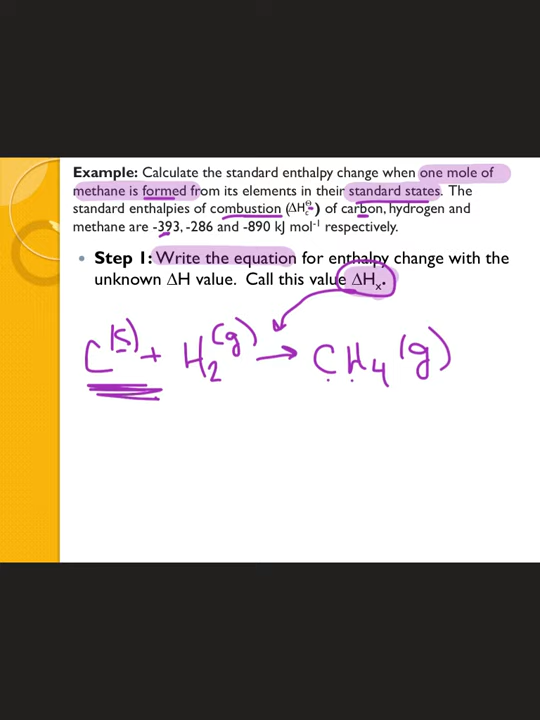 Example: Calculate the standard enthalpy change when one mole of
methane is formed from its elements in their standard states. The
standard enthalpies of combustion (ΔHc⊖) of carbon, hydrogen and
methane are -393, -286 and -890 kJ mol⁻¹ respectively.
• Step 1: Write the equation for enthalpy change with the
unknown ΔH value. Call this value ΔHₓ.
C(s) + H₂(g) → CH₄(g)